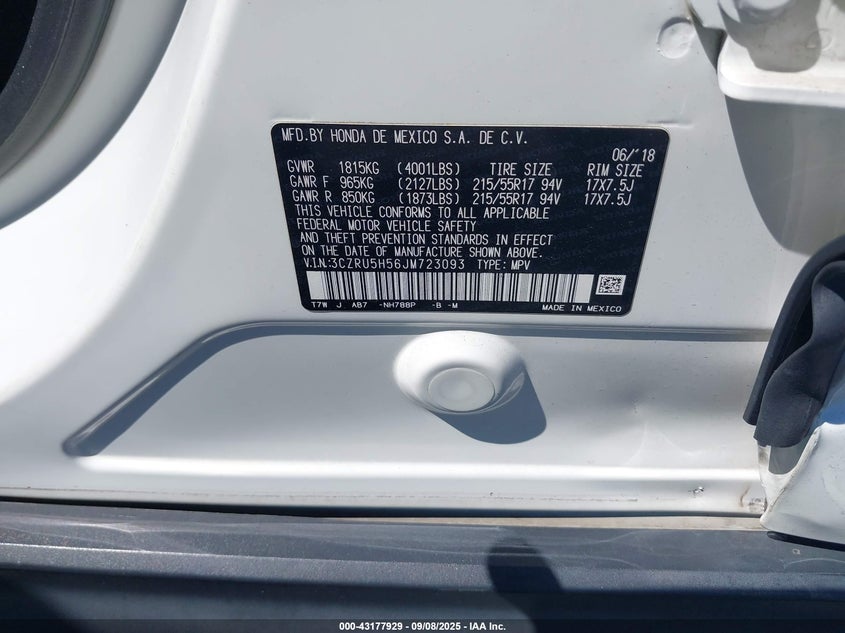 MFD.BY HONDA DE MEXICO S.A. DE C.V.
06/'18
GVWR 1815KG (4001LBS) TIRE SIZE RIM SIZE
GAWR F 965KG (2127LBS) 215/55R17 94V 17X7.5J
GAWR R 850KG (1873LBS) 215/55R17 94V 17X7.5J
THIS VEHICLE CONFORMS TO ALL APPLICABLE
FEDERAL MOTOR VEHICLE SAFETY
AND THEFT PREVENTION STANDARDS IN EFFECT
ON THE DATE OF MANUFACTURE SHOWN ABOVE.
V.I.N:3CZRU5H56JM723093 TYPE: MPV
T7W J AB7 -NH788P -B -M MADE IN MEXICO
000-43177929 - 09/08/2025 - IAA Inc.